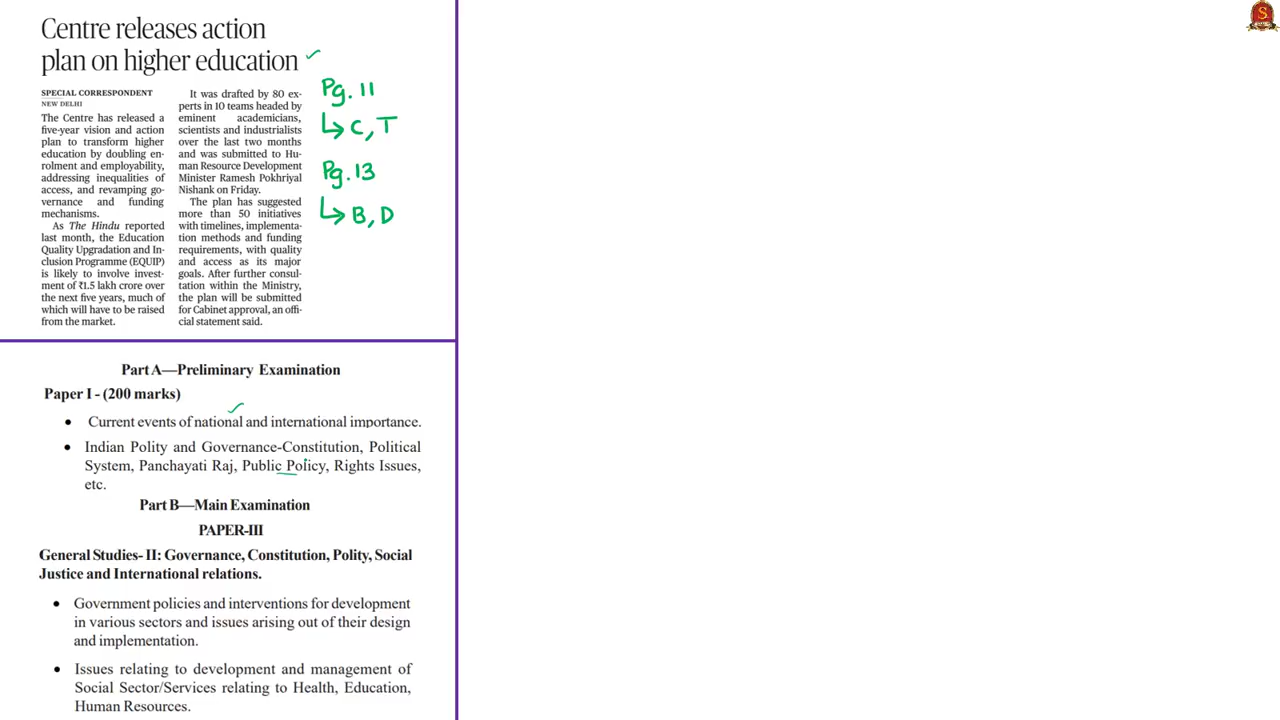 Centre releases action
plan on higher education
SPECIAL CORRESPONDENT
NEW DELHI
The Centre has released a
five-year vision and action
plan to transform higher
education by doubling en-
rolment and employability,
addressing inequalities of
access, and revamping go-
vernance and funding
mechanisms.
As The Hindu reported
last month, the Education
Quality Upgradation and In-
clusion Programme (EQUIP)
is likely to involve invest-
ment of ₹1.5 lakh crore over
the next five years, much of
which will have to be raised
from the market.
It was drafted by 80 ex-
perts in 10 teams headed by
eminent academicians,
scientists and industrialists
over the last two months
and was submitted to Hu-
man Resource Development
Minister Ramesh Pokhriyal
Nishank on Friday.
The plan has suggested
more than 50 initiatives
with timelines, implementa-
tion methods and funding
requirements, with quality
and access as its major
goals. After further consul-
tation within the Ministry,
the plan will be submitted
for Cabinet approval, an offi-
cial statement said.
Pg. 11
↳ C, T
Pg. 13
↳ B, D
S
Part A—Preliminary Examination
Paper I - (200 marks)
• Current events of national and international importance.
• Indian Polity and Governance-Constitution, Political
System, Panchayati Raj, Public Policy, Rights Issues,
etc.
Part B—Main Examination
PAPER-III
General Studies- II: Governance, Constitution, Polity, Social
Justice and International relations.
• Government policies and interventions for development
in various sectors and issues arising out of their design
and implementation.
• Issues relating to development and management of
Social Sector/Services relating to Health, Education,
Human Resources.